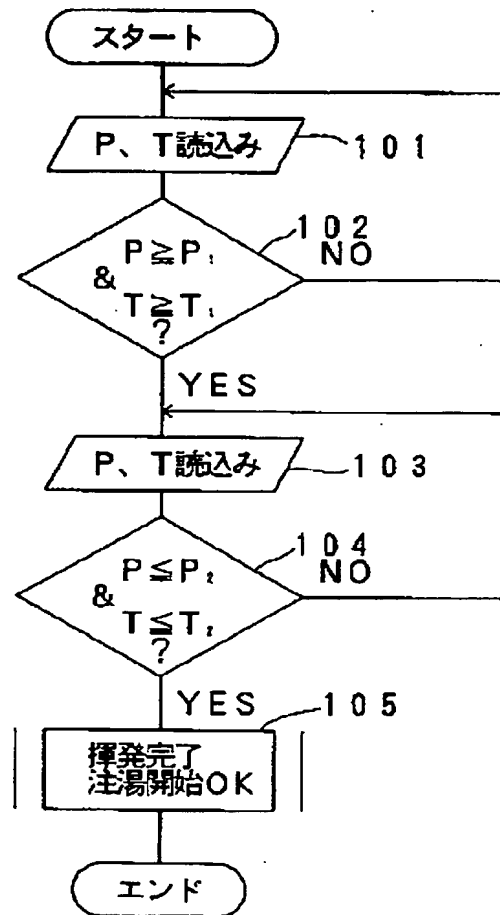 スタート
P、T読込み
101
102
P≧P₁
NO
&
T≧T₁
?
YES
P、T読込み
103
104
P≦P₂
NO
&
T≦T₂
?
YES
105
揮発完了
注湯開始OK
エンド